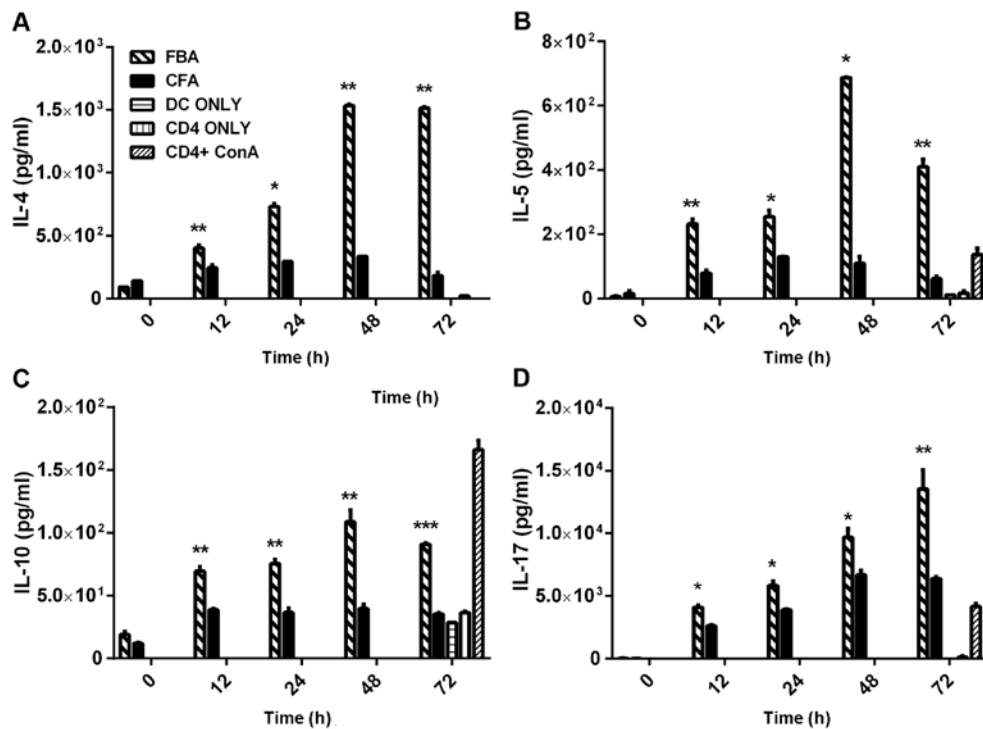 A
IL-4 (pg/ml)
2.0×10³
1.5×10³
1.0×10³
5.0×10²
0
FBA
CFA
DC ONLY
CD4 ONLY
CD4+ ConA
** * ** **
0 12 24 48 72
Time (h)
B
IL-5 (pg/ml)
8×10²
6×10²
4×10²
2×10²
0
** * * **
0 12 24 48 72
Time (h)
C
Time (h)
IL-10 (pg/ml)
2.0×10²
1.5×10²
1.0×10²
5.0×10¹
0
** ** ** ***
0 12 24 48 72
Time (h)
D
IL-17 (pg/ml)
2.0×10⁴
1.5×10⁴
1.0×10⁴
5.0×10³
0
* * * **
0 12 24 48 72
Time (h)